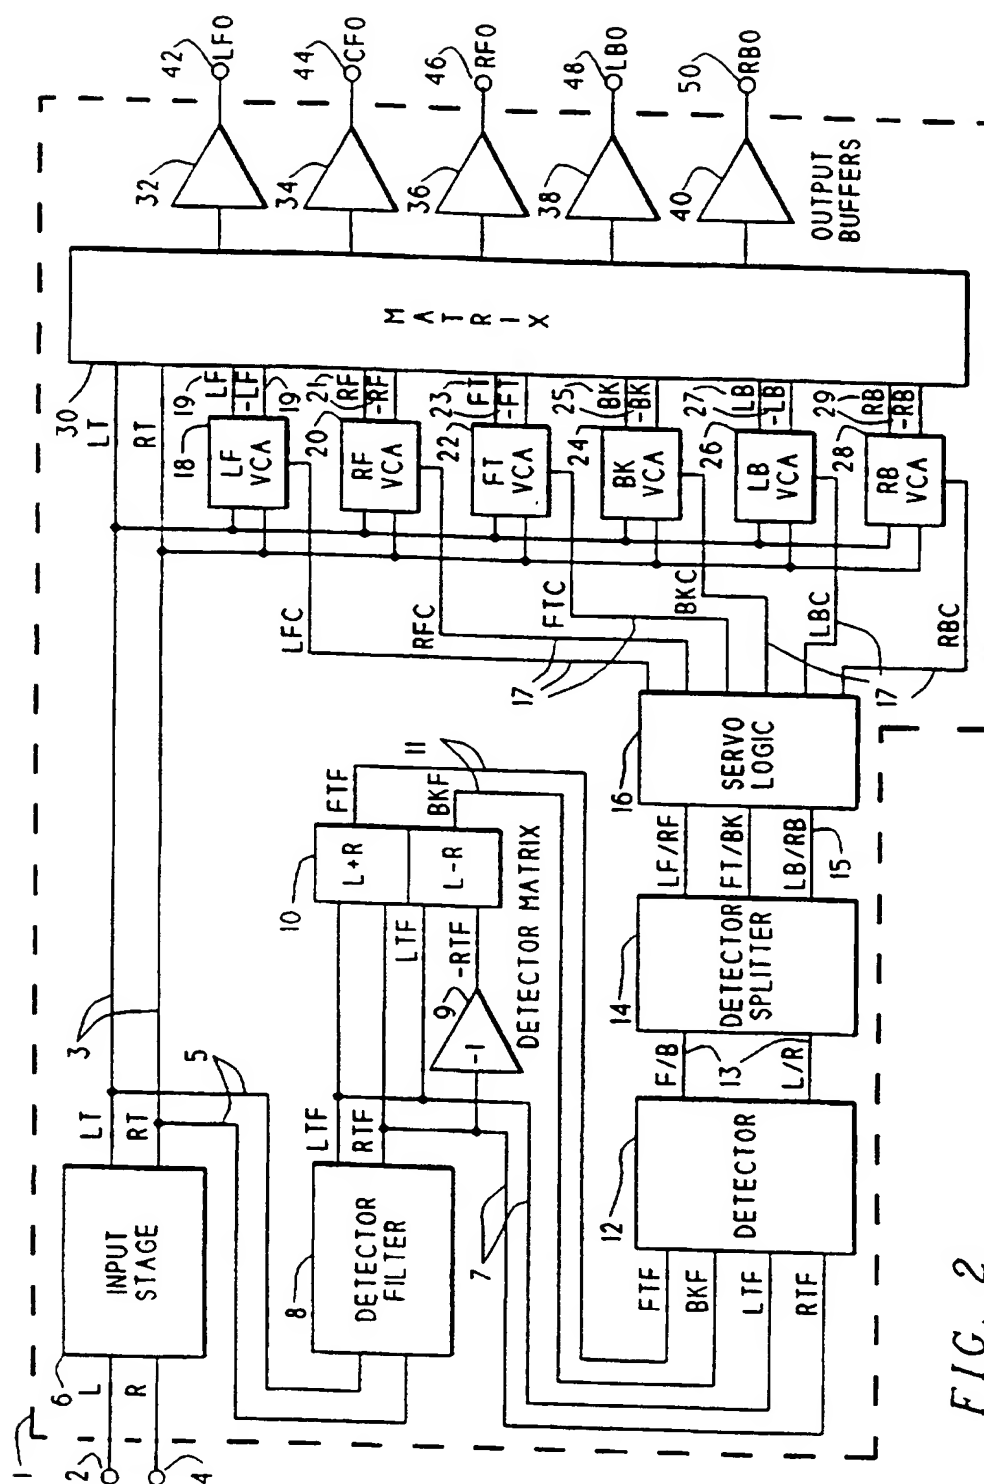 1
2
4
L
R
6
INPUT
STAGE
LT
RT
3
5
8
DETECTOR
FILTER
LTF
RTF
7
9
-1
LTF
-RTF
10
L+R
L-R
FTF
BKF
11
DETECTOR MATRIX
FTF
BKF
LTF
RTF
12
DETECTOR
F/B
13
L/R
14
DETECTOR
SPLITTER
LF/RF
FT/BK
LB/RB
15
16
SERVO
LOGIC
17
17
LFC
RFC
FTC
BKC
LBC
RBC
LT
RT
30
18
LF
VCA
19
LF
-LF
19
20
RF
VCA
21
RF
-RF
22
FT
VCA
23
FT
-FT
24
BK
VCA
25
BK
-BK
26
LB
VCA
27
LB
-LB
28
RB
VCA
29
RB
-RB
MATRIX
32
34
36
38
40
OUTPUT
BUFFERS
42
LFO
44
CFO
46
RFO
48
LBO
50
RBO
FIG. 2